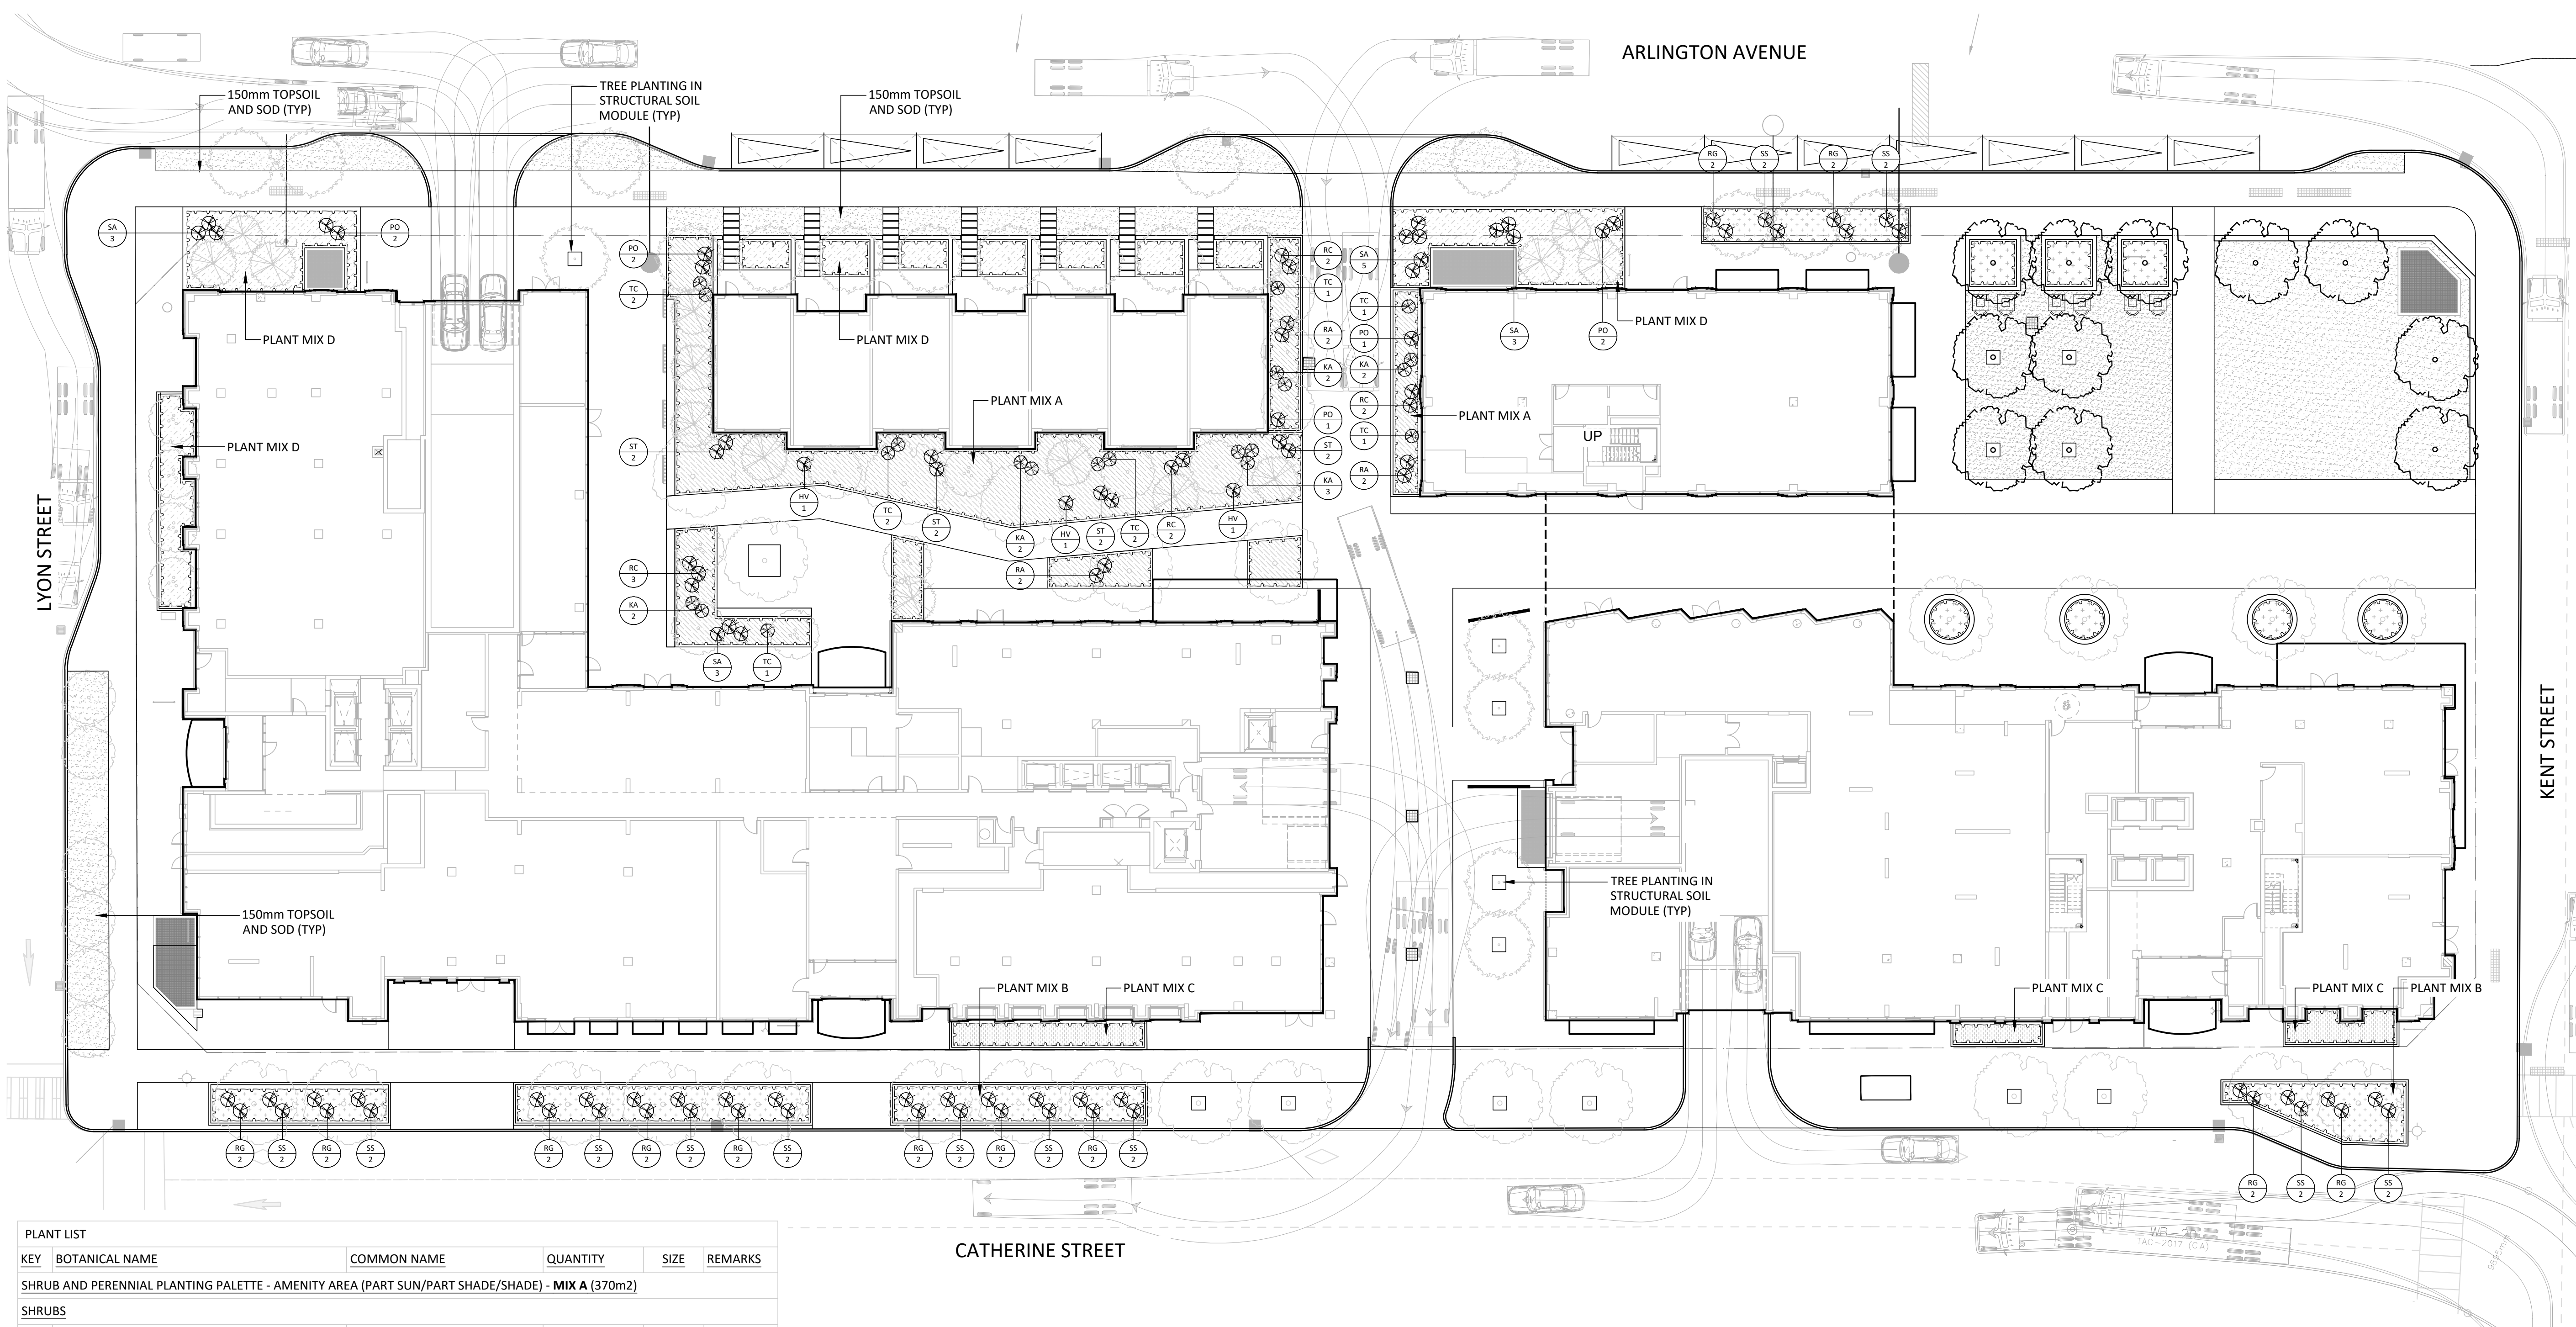 ARLINGTON AVENUE
150mm TOPSOIL
AND SOD (TYP)
TREE PLANTING IN
STRUCTURAL SOIL
MODULE (TYP)
150mm TOPSOIL
AND SOD (TYP)
RG
2
SS
2
RG
2
SS
2
SA
3
PO
2
PO
2
TC
2
RC
2
SA
5
TC
1
TC
1
RA
2
PO
1
KA
2
KA
2
SA
3
PO
2
PLANT MIX D
PLANT MIX D
PLANT MIX D
PLANT MIX A
PLANT MIX A
RC
2
PO
1
TC
1
UP
PLANT MIX D
ST
2
ST
2
RA
2
KA
3
HV
1
TC
2
ST
2
KA
2
HV
1
ST
2
TC
2
RC
2
HV
1
LYON STREET
RC
3
RA
2
KA
2
SA
3
TC
1
KENT STREET
TREE PLANTING IN
STRUCTURAL SOIL
MODULE (TYP)
150mm TOPSOIL
AND SOD (TYP)
PLANT MIX B
PLANT MIX C
PLANT MIX C
PLANT MIX C
PLANT MIX B
RG
2
SS
2
RG
2
SS
2
RG
2
SS
2
RG
2
SS
2
RG
2
SS
2
RG
2
SS
2
RG
2
SS
2
RG
2
SS
2
RG
2
SS
2
RG
2
SS
2
WB-20
TAC-2017 (CA)
CATHERINE STREET
PLANT LIST
KEY BOTANICAL NAME COMMON NAME QUANTITY SIZE REMARKS
SHRUB AND PERENNIAL PLANTING PALETTE - AMENITY AREA (PART SUN/PART SHADE/SHADE) - MIX A (370m2)
SHRUBS